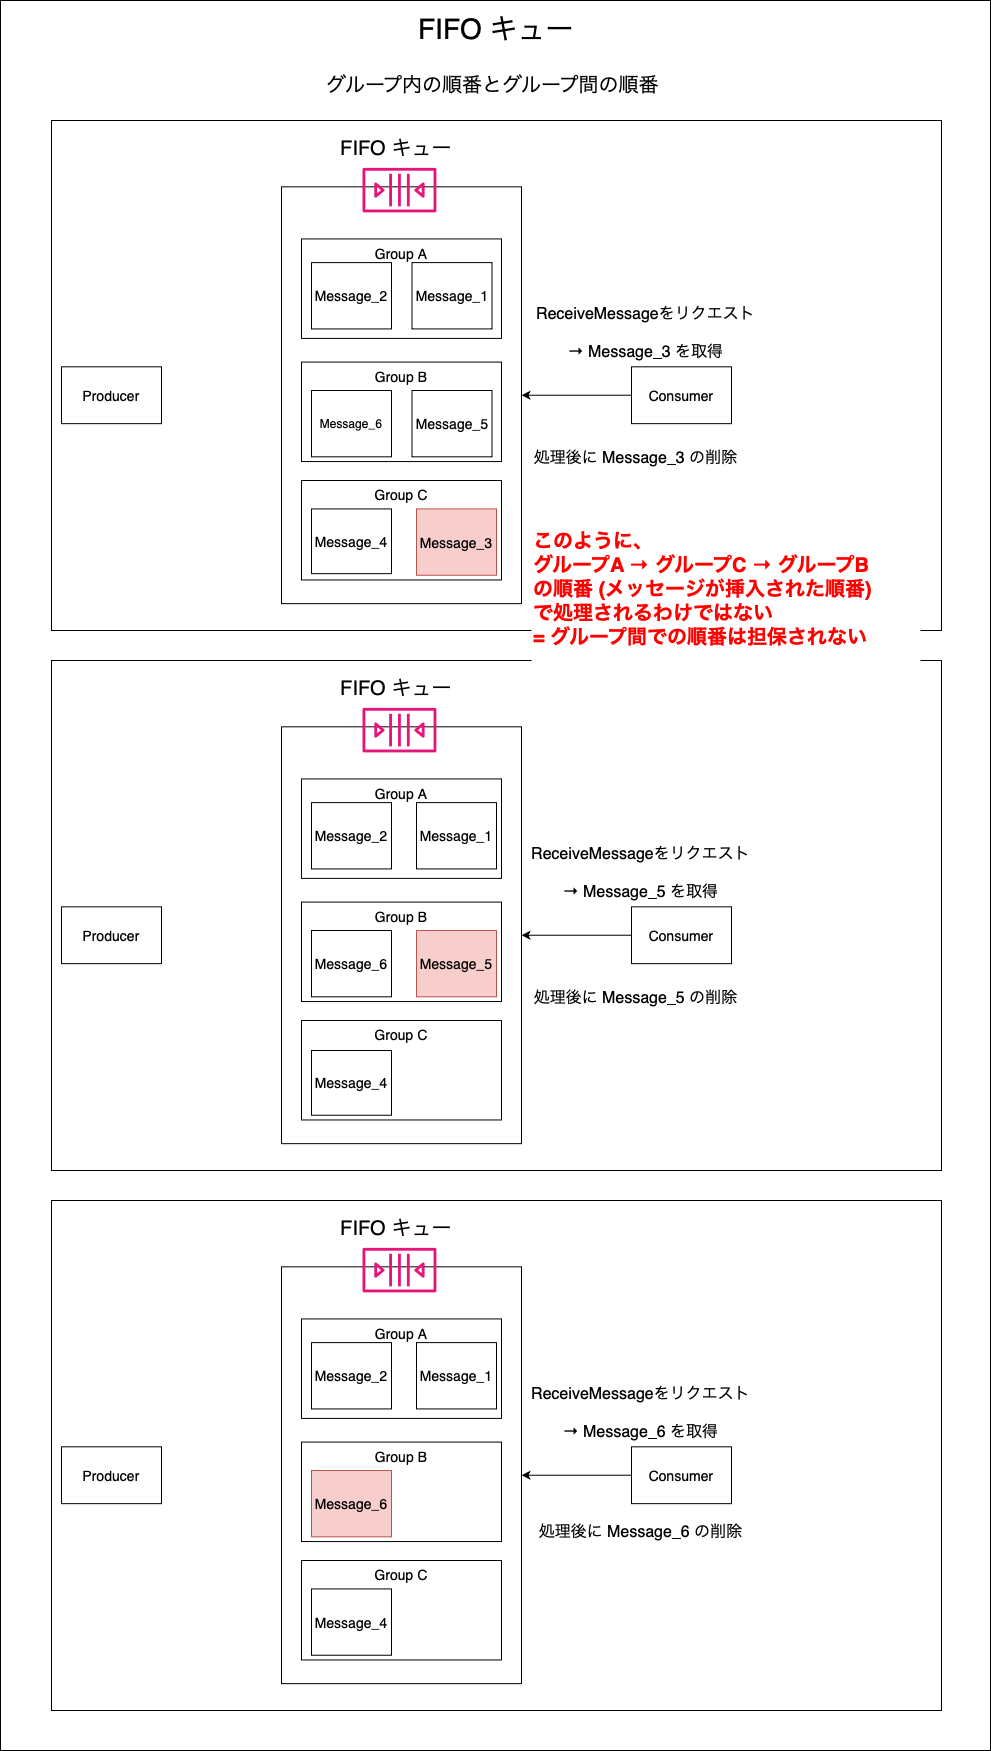 FIFO キュー
グループ内の順番とグループ間の順番
FIFO キュー
Group A
Message_2
Message_1
Group B
Message_6
Message_5
Group C
Message_4
Message_3
Producer
ReceiveMessageをリクエスト
→ Message_3 を取得
Consumer
処理後に Message_3 の削除
このように、
グループA → グループC → グループB
の順番 (メッセージが挿入された順番)
で処理されるわけではない
= グループ間での順番は担保されない
FIFO キュー
Group A
Message_2
Message_1
Group B
Message_6
Message_5
Group C
Message_4
Producer
ReceiveMessageをリクエスト
→ Message_5 を取得
Consumer
処理後に Message_5 の削除
FIFO キュー
Group A
Message_2
Message_1
Group B
Message_6
Group C
Message_4
Producer
ReceiveMessageをリクエスト
→ Message_6 を取得
Consumer
処理後に Message_6 の削除